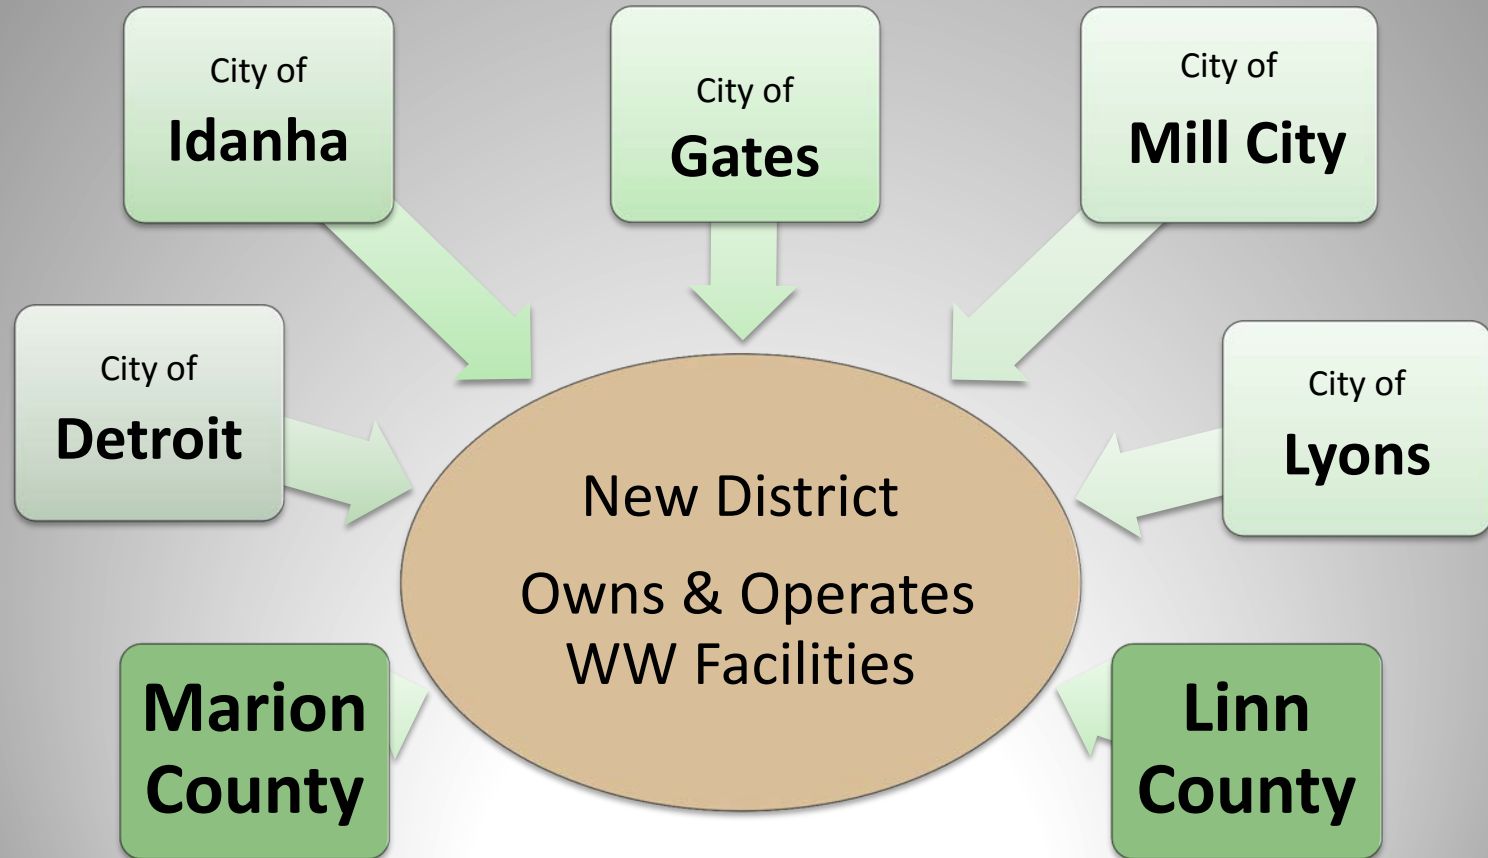 City of
Idanha
City of
Gates
City of
Mill City
City of
Detroit
City of
Lyons
New District
Owns & Operates
WW Facilities
Marion
County
Linn
County